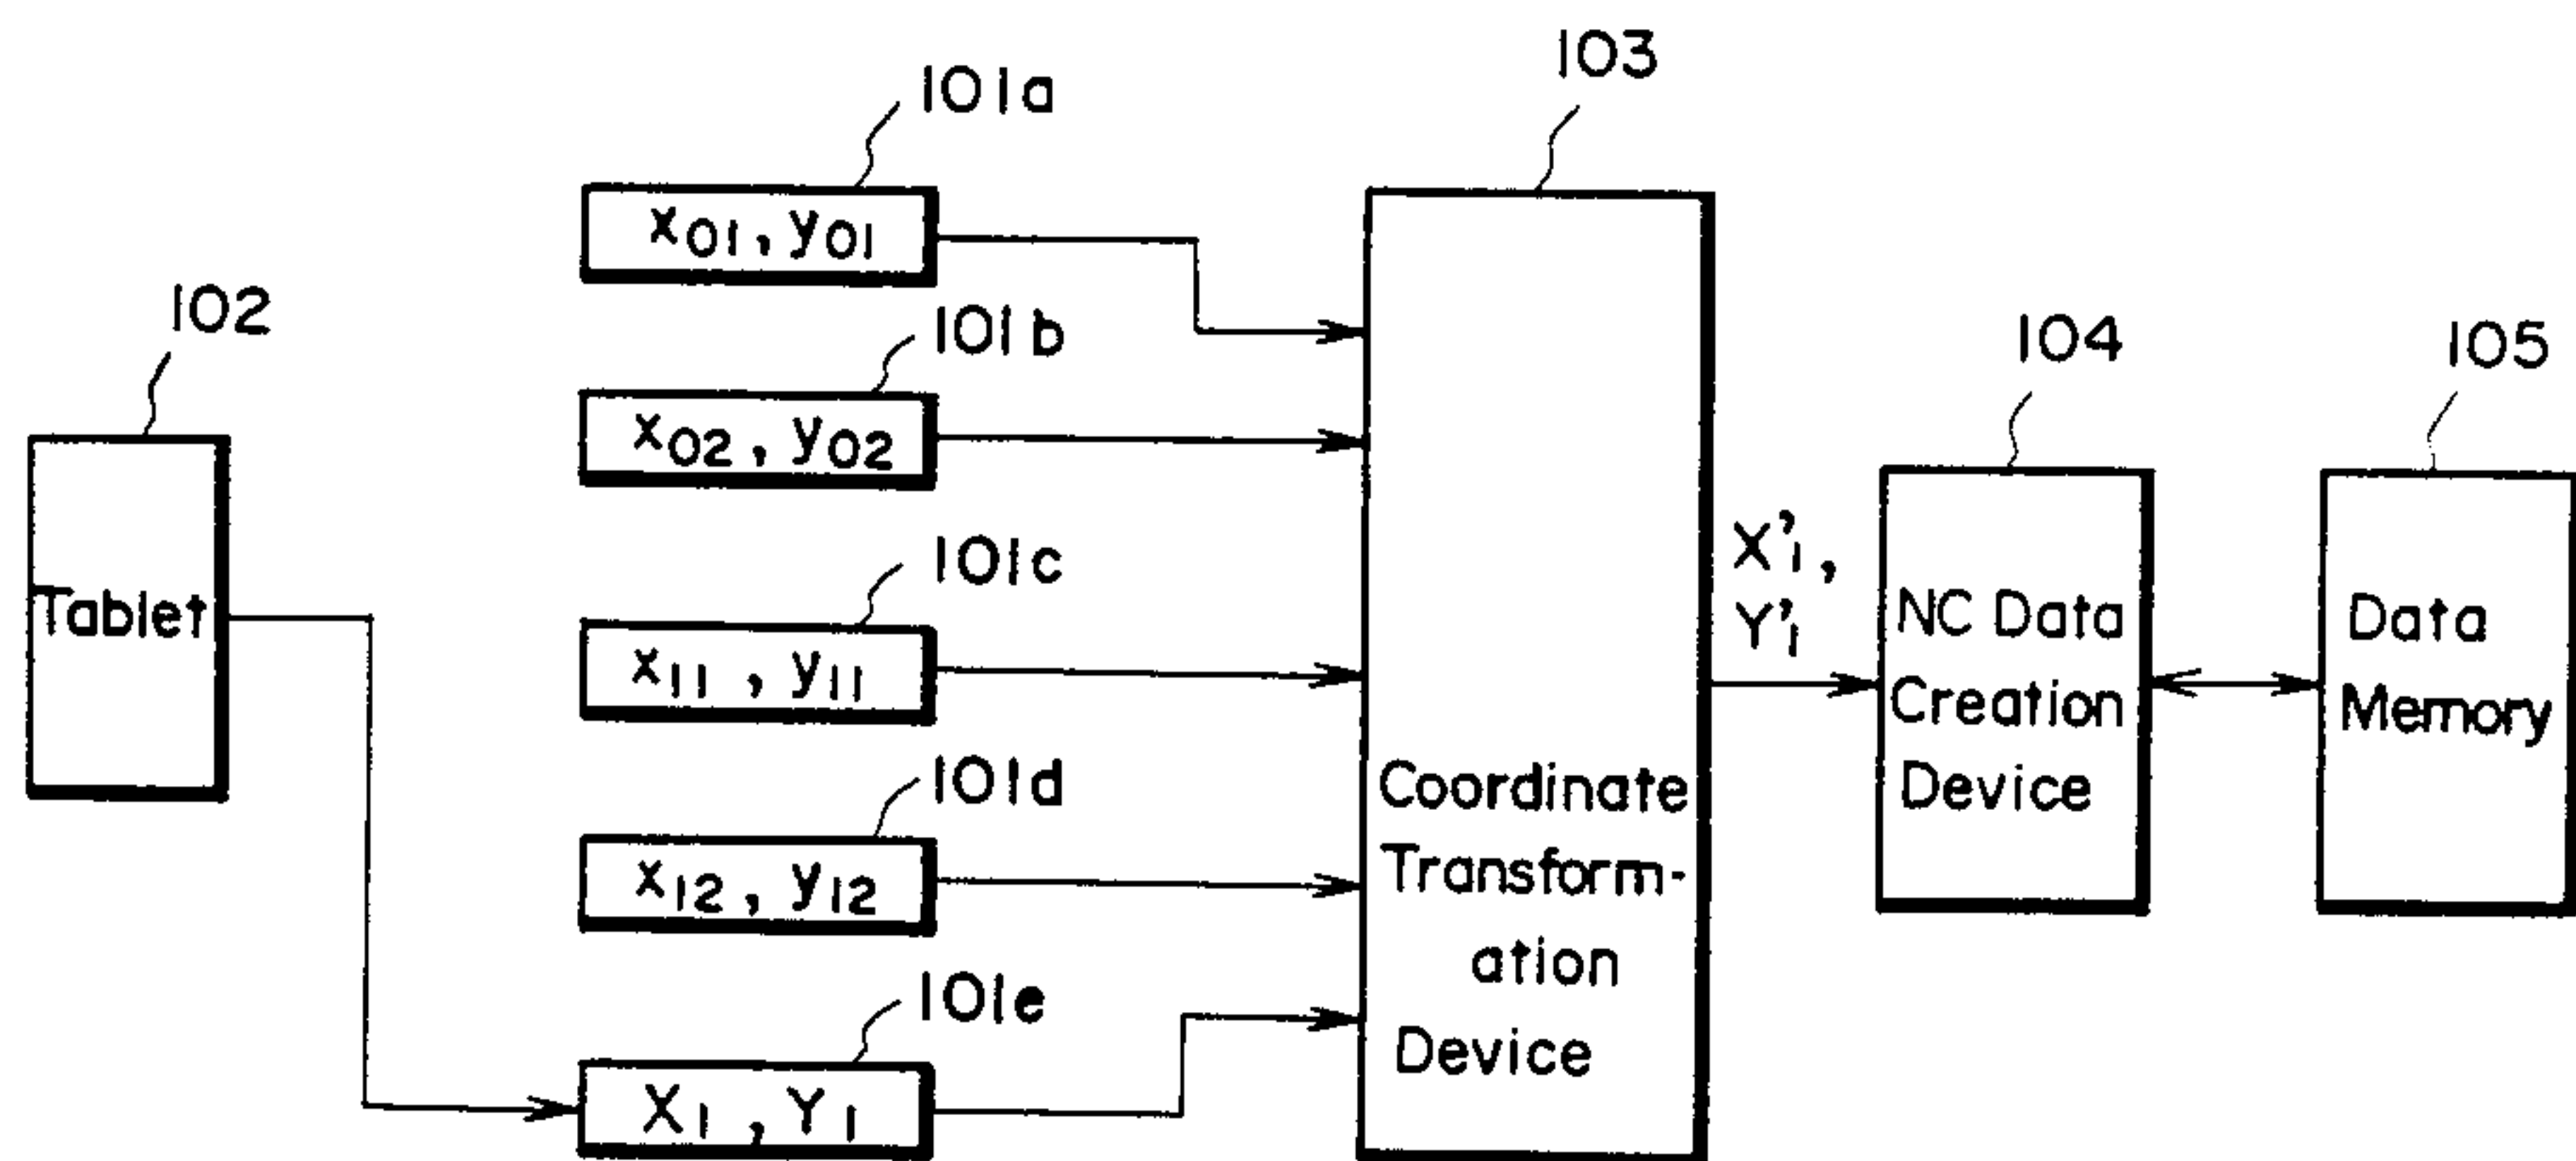 103
101a
x01, y01
102
101b
104
105
x02, y02
101c
X'1,
Y'1
Tablet
NC Data
Creation
Device
Data
Memory
x11, y11
101d
Coordinate
Transform-
ation
Device
x12, y12
101e
X1, Y1